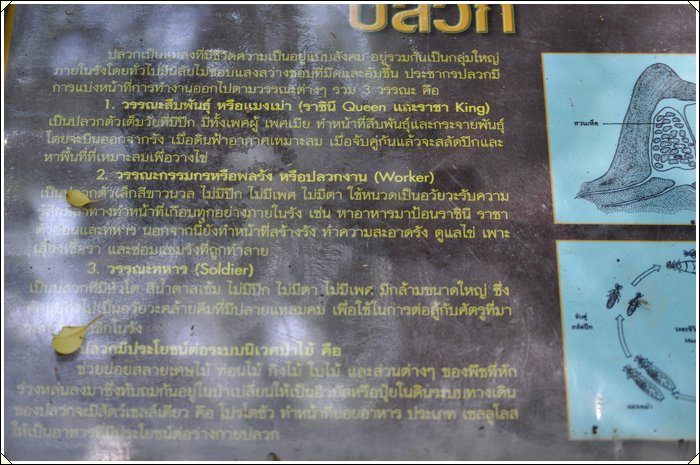 ปลวก
ปลวกเป็นแมลงที่มีชีวิตความเป็นอยู่แบบสังคม อยู่รวมกันเป็นกลุ่มใหญ่
ภายในรังโดยทั่วไปมีนิสัยไม่ชอบแสงสว่างชอบที่มืดและอับชื้น ประชากรปลวกมี
การแบ่งหน้าที่การทำงานออกไปตามวรรณะต่างๆ รวม 3 วรรณะ คือ
1. วรรณะสืบพันธุ์ หรือแมงเม่า (ราชินี Queen และราชา King)
เป็นปลวกตัวเต็มวัยที่มีปีก มีทั้งเพศผู้ เพศเมีย ทำหน้าที่สืบพันธุ์และกระจายพันธุ์
โดยจะบินออกจากรัง เมื่อดินฟ้าอากาศเหมาะสม เมื่อจับคู่กันแล้วจะสลัดปีกและ
หาพื้นที่ที่เหมาะสมเพื่อวางไข่
2. วรรณะกรรมกรหรือพลรัง หรือปลวกงาน (Worker)
เป็นปลวกตัวเล็กสีขาวนวล ไม่มีปีก ไม่มีเพศ ไม่มีตา ใช้หนวดเป็นอวัยวะรับความ
ทำหน้าที่เกือบทุกอย่างภายในรัง เช่น หาอาหารมาป้อนราชินี ราชา
ตัวอ่อนและทหาร นอกจากนี้ยังทำหน้าที่สร้างรัง ทำความสะอาดรัง ดูแลไข่ เพาะ
เลี้ยงเชื้อรา และซ่อมแซมรังที่ถูกทำลาย
3. วรรณะทหาร (Soldier)
เป็นปลวกที่มีหัวโต สีน้ำตาลเข้ม ไม่มีปีก ไม่มีตา ไม่มีเพศ มีกล้ามขนาดใหญ่ ซึ่ง
ไปเป็นอวัยวะคล้ายคีมที่มีปลายแหลมคม เพื่อใช้ในการต่อสู้กับศัตรูที่มา
ในรัง
ปลวกมีประโยชน์ต่อระบบนิเวศป่าไม้ คือ
ช่วยย่อยสลายเศษไม้ ท่อนไม้ กิ่งไม้ ใบไม้ และส่วนต่างๆ ของพืชที่หัก
ร่วงหล่นลงมาซึ่งทับถมกันอยู่ในป่าเปลี่ยนให้เป็นฮิวมัสหรือปุ๋ยในดินระบบทางเดิน
ของปลวกจะมีสัตว์เซลล์เดียว คือ โปรโตซัว ทำหน้าที่ย่อยอาหาร ประเภท เซลลูโลส
ให้เป็นอาหารที่มีประโยชน์ต่อร่างกายปลวก
สวนเห็ด
จับคู่
สลัดปีก
วงจรชีวิ
แมลงเม่า